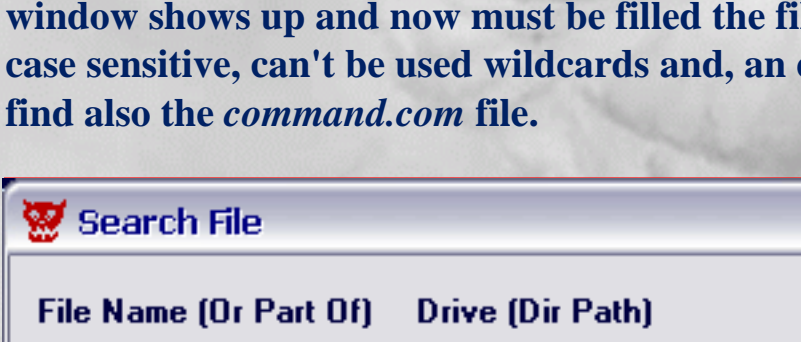 window shows up and now must be filled the fi
case sensitive, can't be used wildcards and, an
find also the command.com file.
Search File
File Name (Or Part Of) Drive (Dir Path)